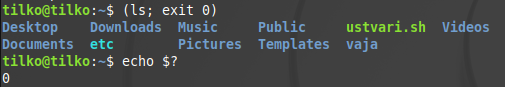 tilko@tilko:~$ (ls; exit 0)
Desktop    Downloads  Music     Public     ustvari.sh  Videos
Documents  etc        Pictures  Templates  vaja
tilko@tilko:~$ echo $?
0